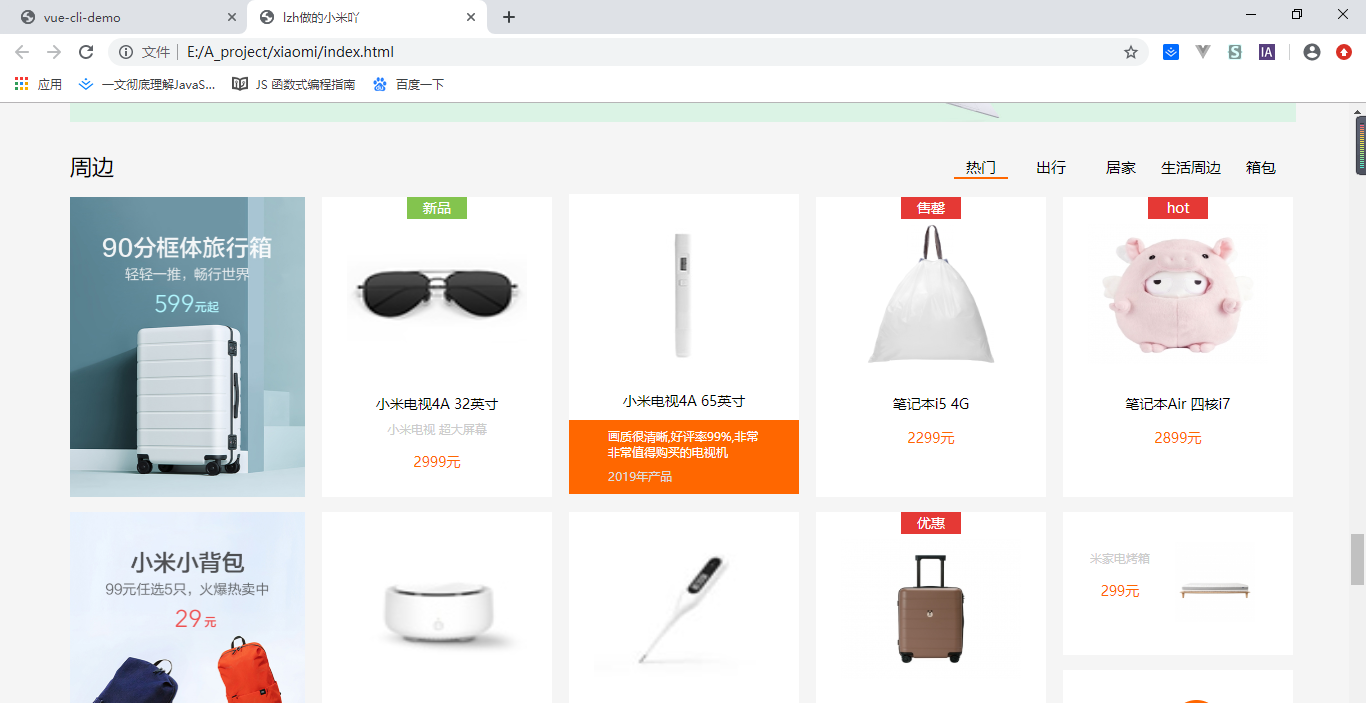 vue-cli-demo
lzh做的小米吖
文件
E:/A_project/xiaomi/index.html
IA
应用
一文彻底理解JavaS...
JS 函数式编程指南
百度一下
周边
热门 出行 居家 生活周边 箱包
90分框体旅行箱
轻轻一推，畅行世界
599元起
新品
小米电视4A 32英寸
小米电视 超大屏幕
2999元
小米电视4A 65英寸
画质很清晰,好评率99%,非常
非常值得购买的电视机
2019年产品
售罄
笔记本i5 4G
2299元
hot
笔记本Air 四核i7
2899元
小米小背包
99元任选5只，火爆热卖中
29元
优惠
米家电烤箱
299元